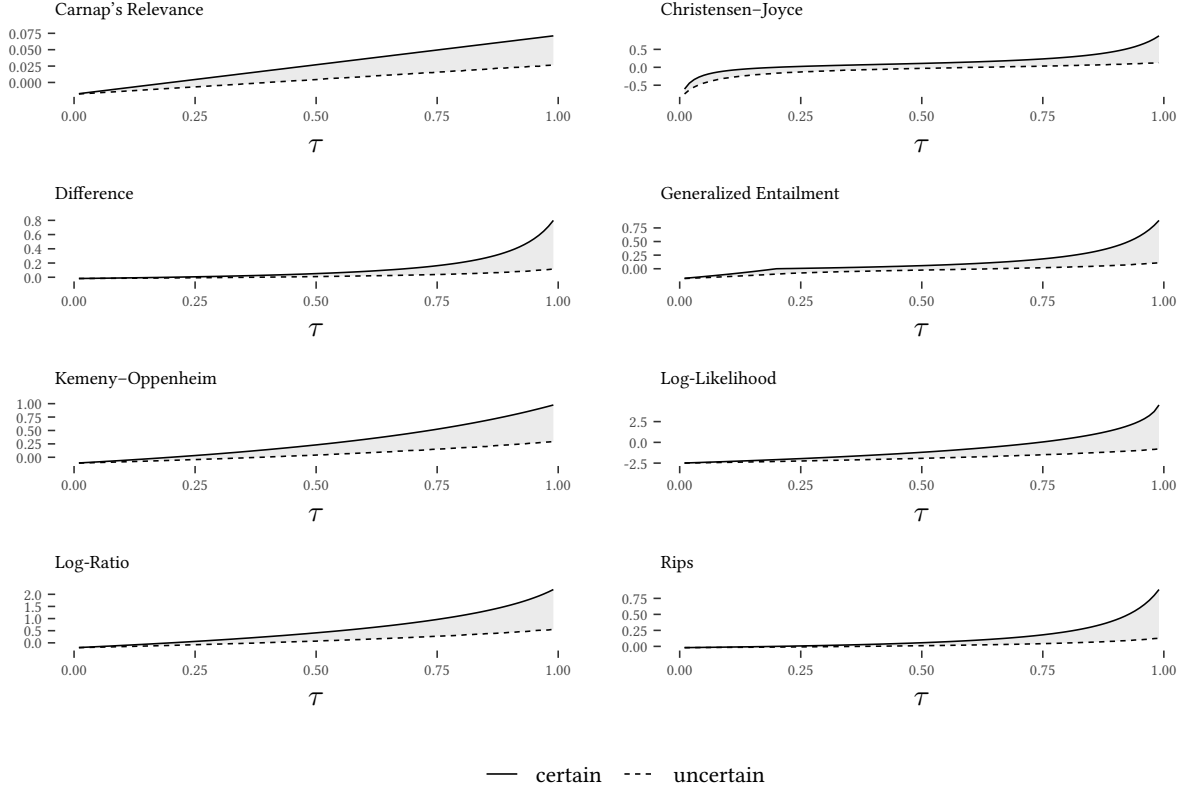 Carnap’s Relevance
0.075
0.050
0.025
0.000
0.00 0.25 0.50 0.75 1.00
τ
Christensen–Joyce
0.5
0.0
-0.5
0.00 0.25 0.50 0.75 1.00
τ
Difference
0.8
0.6
0.4
0.2
0.0
0.00 0.25 0.50 0.75 1.00
τ
Generalized Entailment
0.75
0.50
0.25
0.00
0.00 0.25 0.50 0.75 1.00
τ
Kemeny–Oppenheim
1.00
0.75
0.50
0.25
0.00
0.00 0.25 0.50 0.75 1.00
τ
Log-Likelihood
2.5
0.0
-2.5
0.00 0.25 0.50 0.75 1.00
τ
Log-Ratio
2.0
1.5
1.0
0.5
0.0
0.00 0.25 0.50 0.75 1.00
τ
Rips
0.75
0.50
0.25
0.00
0.00 0.25 0.50 0.75 1.00
τ
certain uncertain